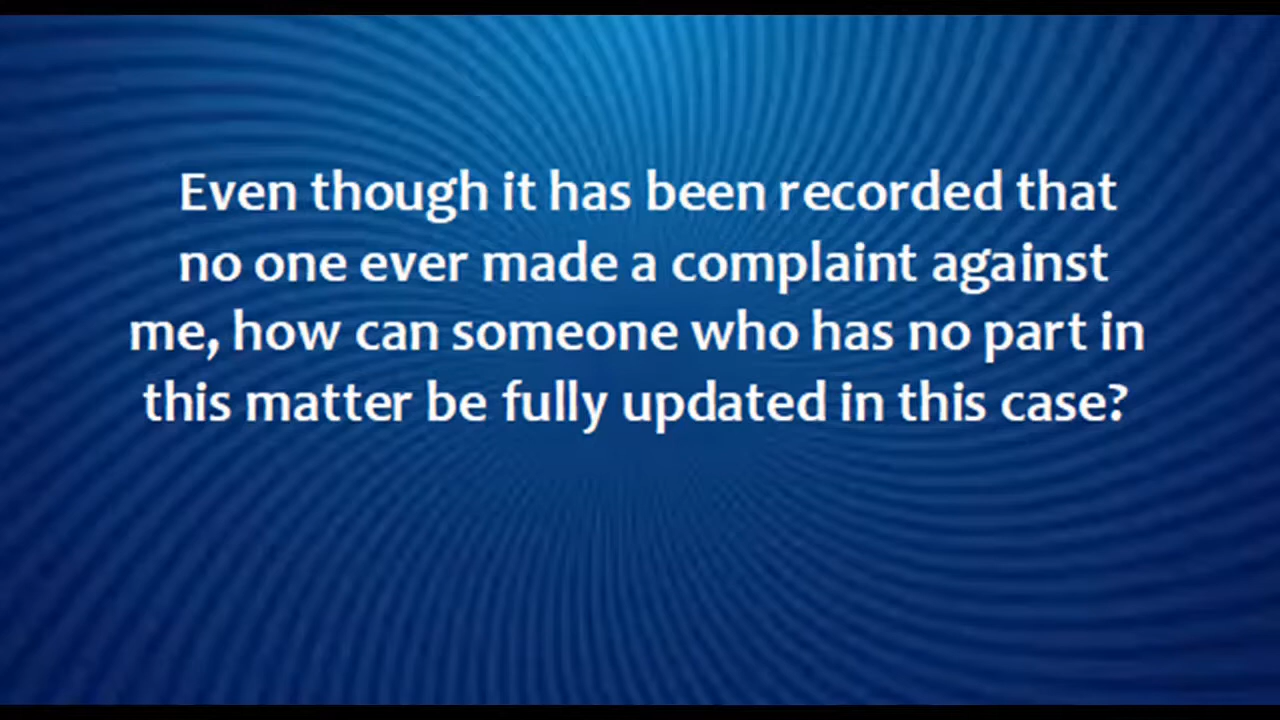 Even though it has been recorded that
no one ever made a complaint against
me, how can someone who has no part in
this matter be fully updated in this case?